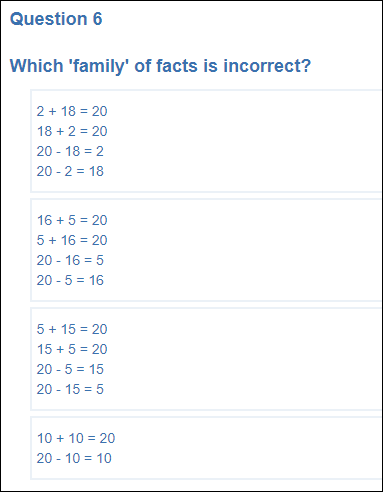 Question 6
Which 'family' of facts is incorrect?
2 + 18 = 20
18 + 2 = 20
20 - 18 = 2
20 - 2 = 18
16 + 5 = 20
5 + 16 = 20
20 - 16 = 5
20 - 5 = 16
5 + 15 = 20
15 + 5 = 20
20 - 5 = 15
20 - 15 = 5
10 + 10 = 20
20 - 10 = 10